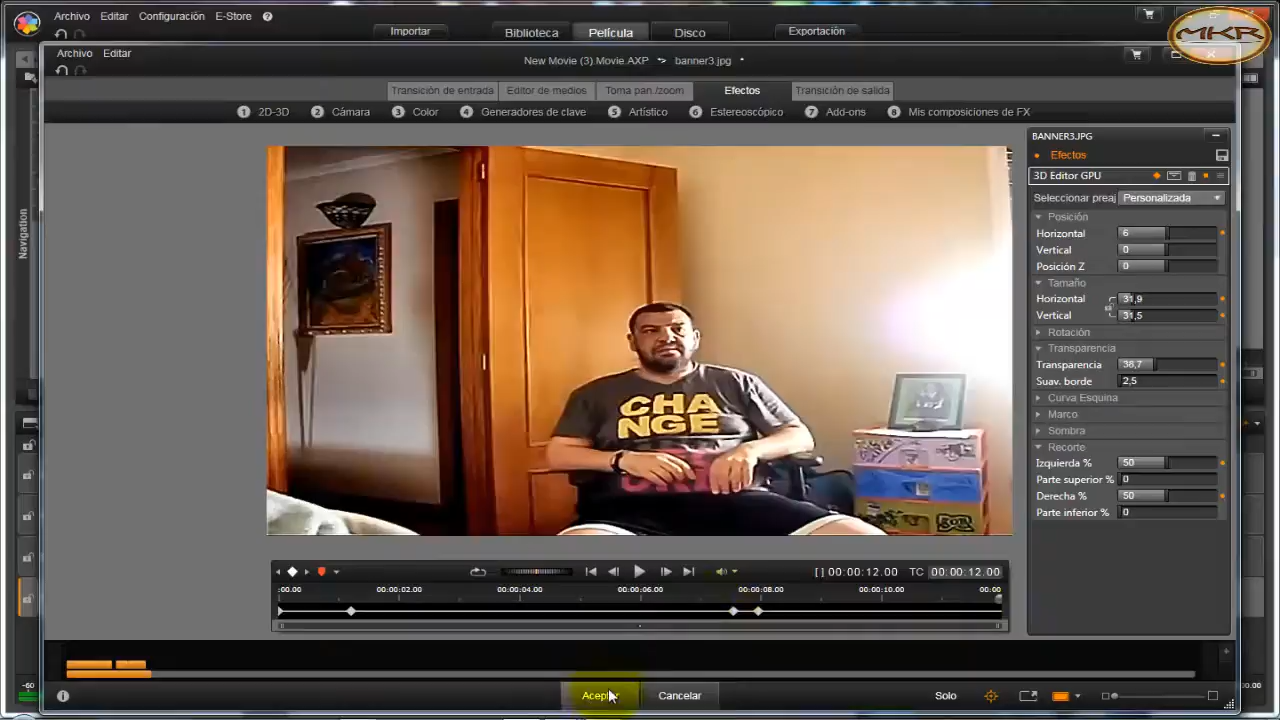 Archivo Editar Configuración E-Store ?
Importar Biblioteca Película Disco Exportación
MKR
Archivo Editar
New Movie (3).Movie.AXP banner3.jpg
Transición de entrada Editor de medios Toma pan./zoom Efectos Transición de salida
1 2D-3D 2 Cámara 3 Color 4 Generadores de clave 5 Artístico 6 Estereoscópico 7 Add-ons 8 Mis composiciones de FX
Navigation
BANNER3.JPG
Efectos
3D Editor GPU
Seleccionar preaj Personalizada
Posición
Horizontal 6
Vertical 0
Posición Z 0
Tamaño
Horizontal 31,9
Vertical 31,5
Rotación
Transparencia
Transparencia 38,7
Suav. borde 2,5
Curva Esquina
Marco
Sombra
Recorte
Izquierda % 50
Parte superior % 0
Derecha % 50
Parte inferior % 0
CHA
NGE
[ ] 00:00:12.00 TC 00:00:12.00
:00.00 00:00:02.00 00:00:04.00 00:00:06.00 00:00:08.00 00:00:10.00 00:00
-60
Aceptar Cancelar Solo
00.00